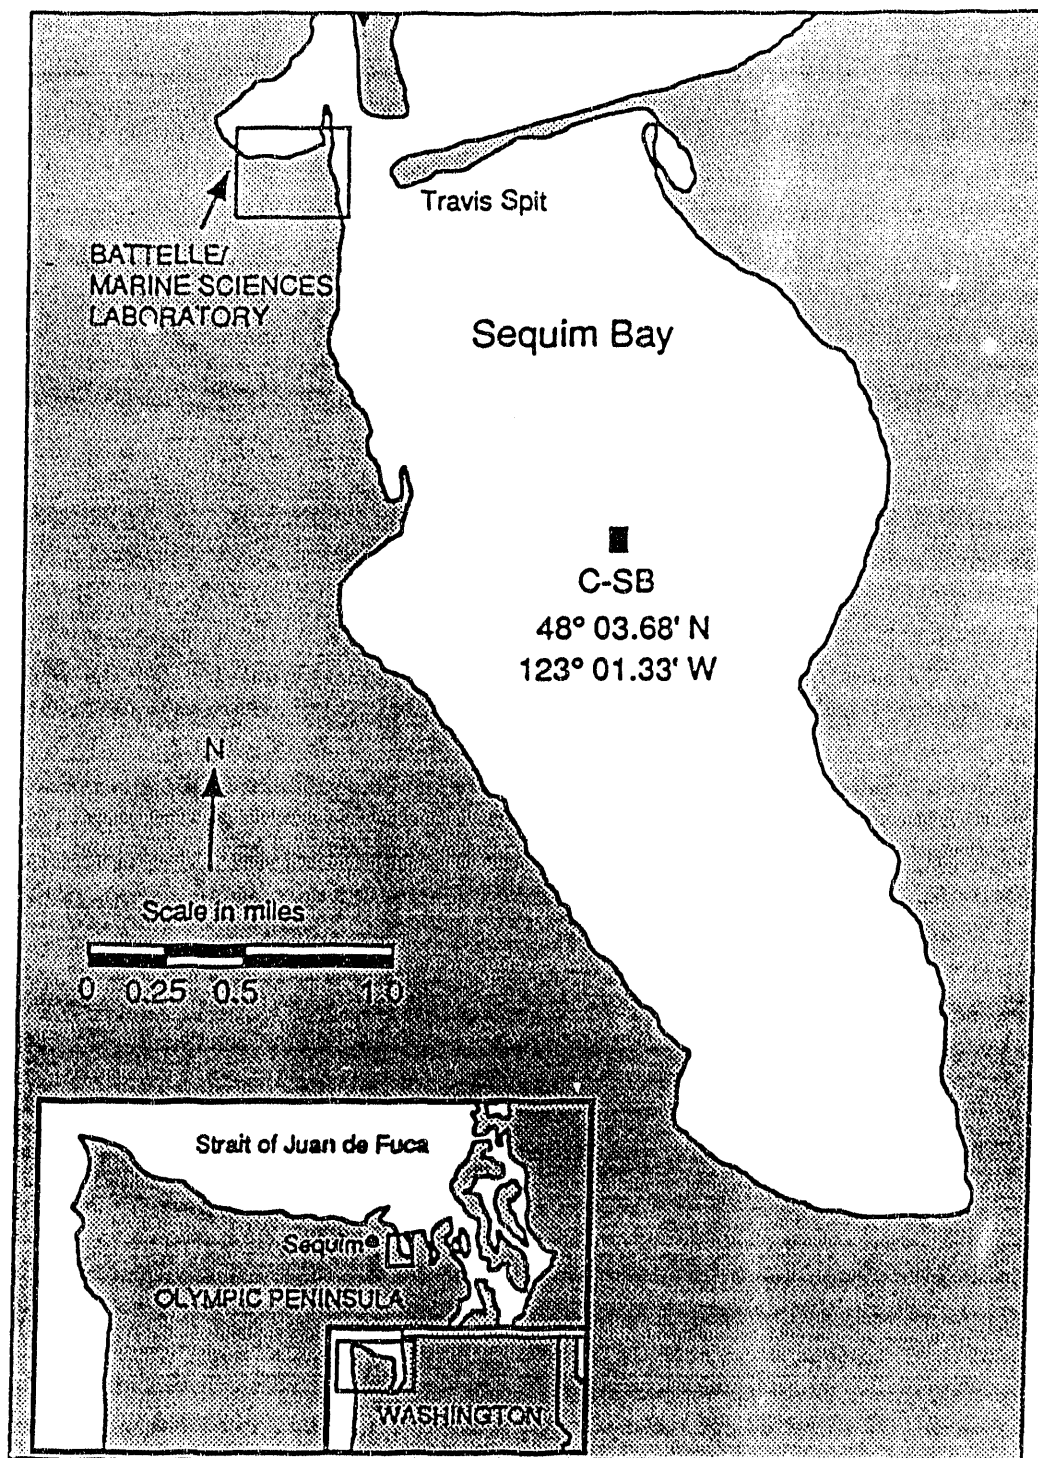 Travis Spit
BATTELLE/
MARINE SCIENCES
LABORATORY
Sequim Bay
C-SB
48° 03.68' N
123° 01.33' W
N
Scale in miles
0 0.25 0.5 1.0
Strait of Juan de Fuca
Sequim
OLYMPIC PENINSULA
WASHINGTON